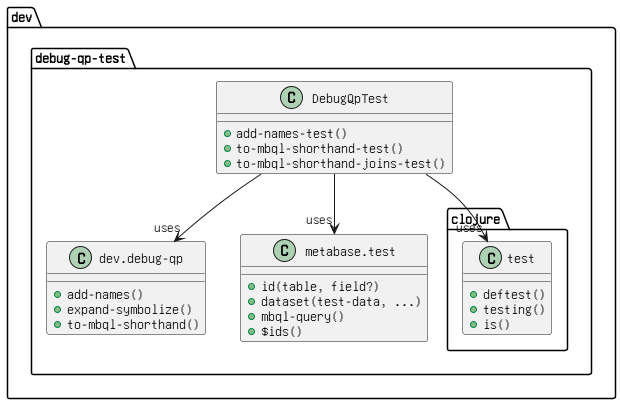 dev
debug-qp-test
C DebugQpTest
add-names-test()
to-mbql-shorthand-test()
to-mbql-shorthand-joins-test()
uses
uses
uses
clojure
C dev.debug-qp
add-names()
expand-symbolize()
to-mbql-shorthand()
C metabase.test
id(table, field?)
dataset(test-data, ...)
mbql-query()
$ids()
C test
deftest()
testing()
is()